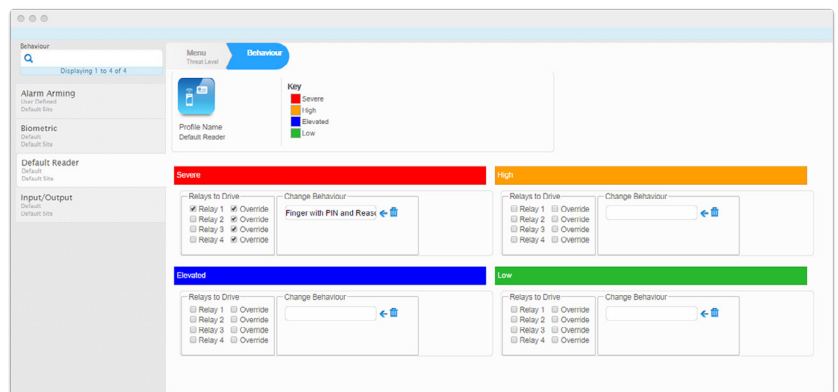 Behaviour
Displaying 1 to 4 of 4
Alarm Arming
User Defined
Default Site
Biometric
Default
Default Site
Default Reader
Default
Default Site
Input/Output
Default
Default Site
Menu
Threat Level
Behaviour
Profile Name
Default Reader
Key
Severe
High
Elevated
Low
Severe
Relays to Drive
Relay 1 Override
Relay 2 Override
Relay 3 Override
Relay 4 Override
Change Behaviour
Finger with PIN and Reas
High
Relays to Drive
Relay 1 Override
Relay 2 Override
Relay 3 Override
Relay 4 Override
Change Behaviour
Elevated
Relays to Drive
Relay 1 Override
Relay 2 Override
Relay 3 Override
Relay 4 Override
Change Behaviour
Low
Relays to Drive
Relay 1 Override
Relay 2 Override
Relay 3 Override
Relay 4 Override
Change Behaviour